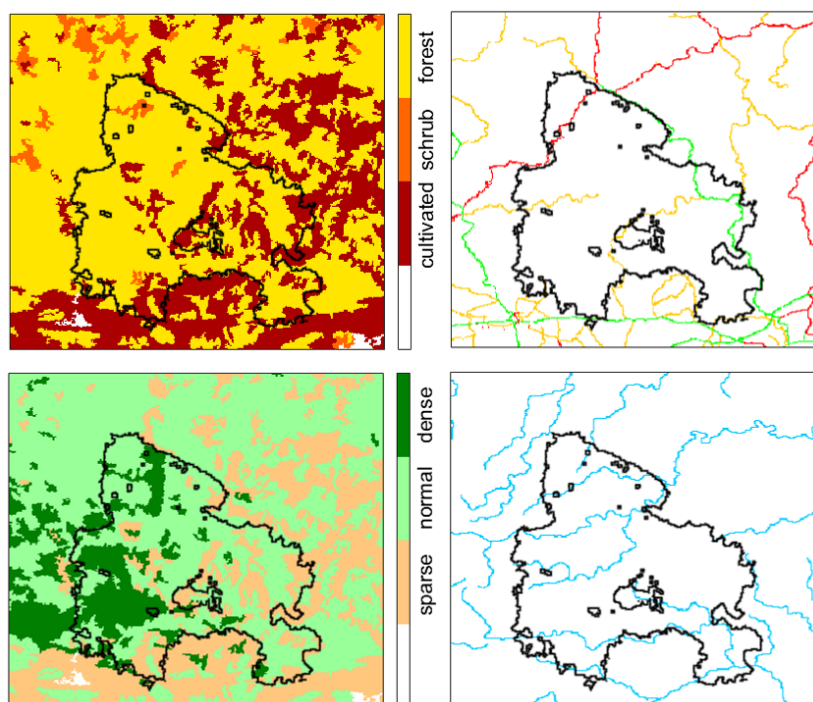 forest
schrub
cultivated
dense
normal
sparse